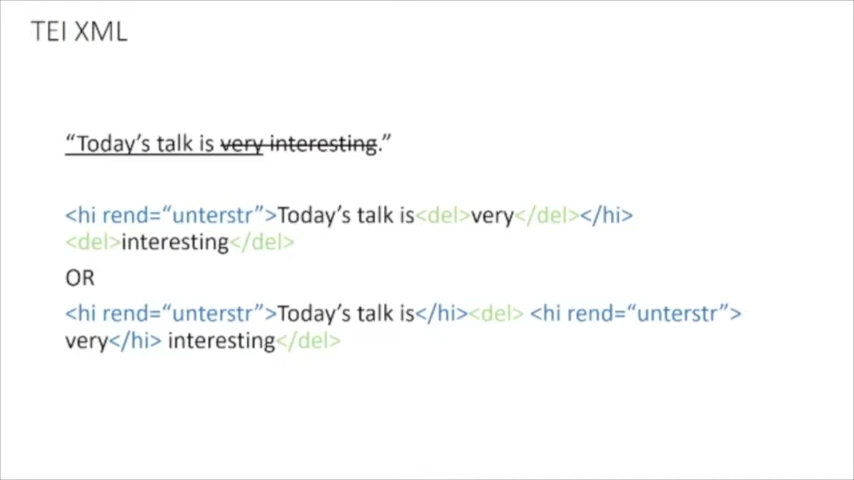 TEI XML
“Today’s talk is very interesting.”
<hi rend=“unterstr”>Today’s talk is<del>very</del></hi>
<del>interesting</del>
OR
<hi rend=“unterstr”>Today’s talk is</hi><del> <hi rend=“unterstr”>
very</hi> interesting</del>